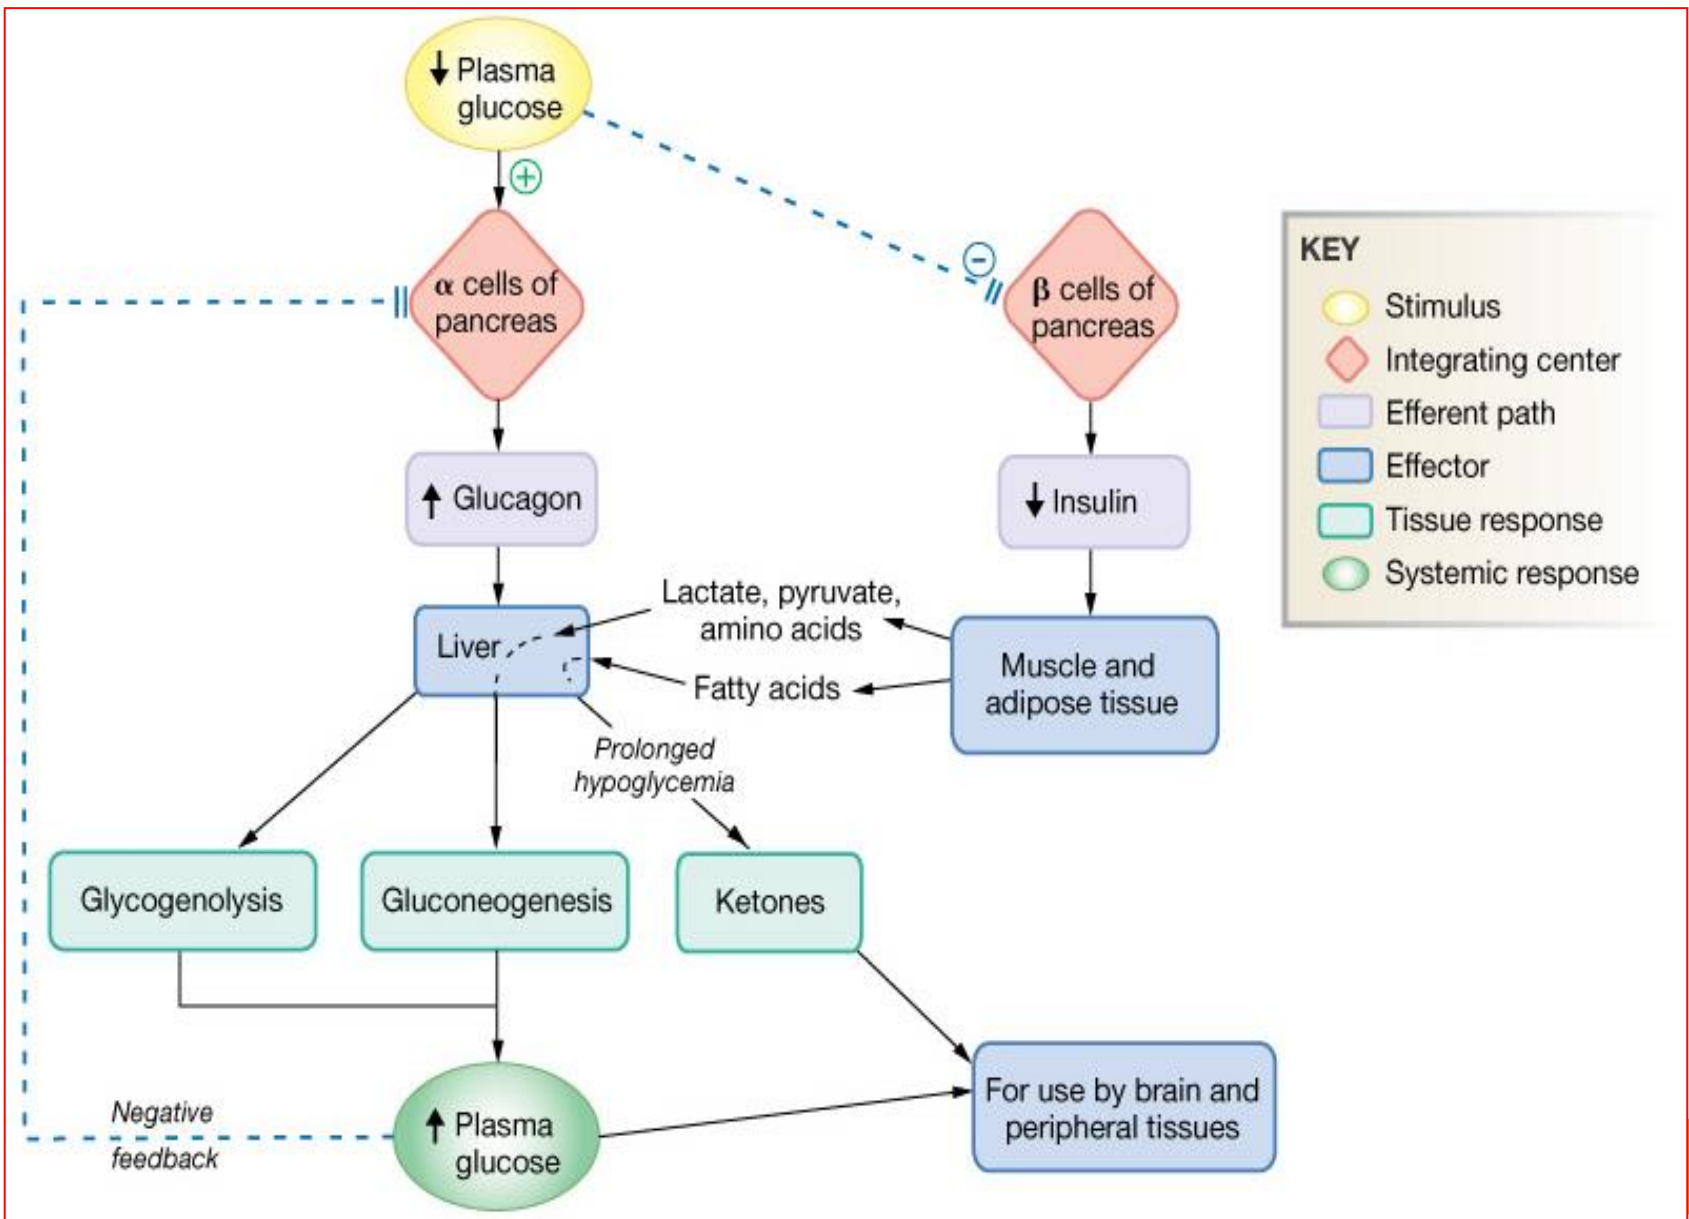 ↓ Plasma
glucose
+
−
α cells of
pancreas
β cells of
pancreas
KEY
Stimulus
Integrating center
Efferent path
Effector
Tissue response
Systemic response
↑ Glucagon
↓ Insulin
Liver
Lactate, pyruvate,
amino acids
Fatty acids
Muscle and
adipose tissue
Prolonged
hypoglycemia
Glycogenolysis
Gluconeogenesis
Ketones
Negative
feedback
↑ Plasma
glucose
For use by brain and
peripheral tissues